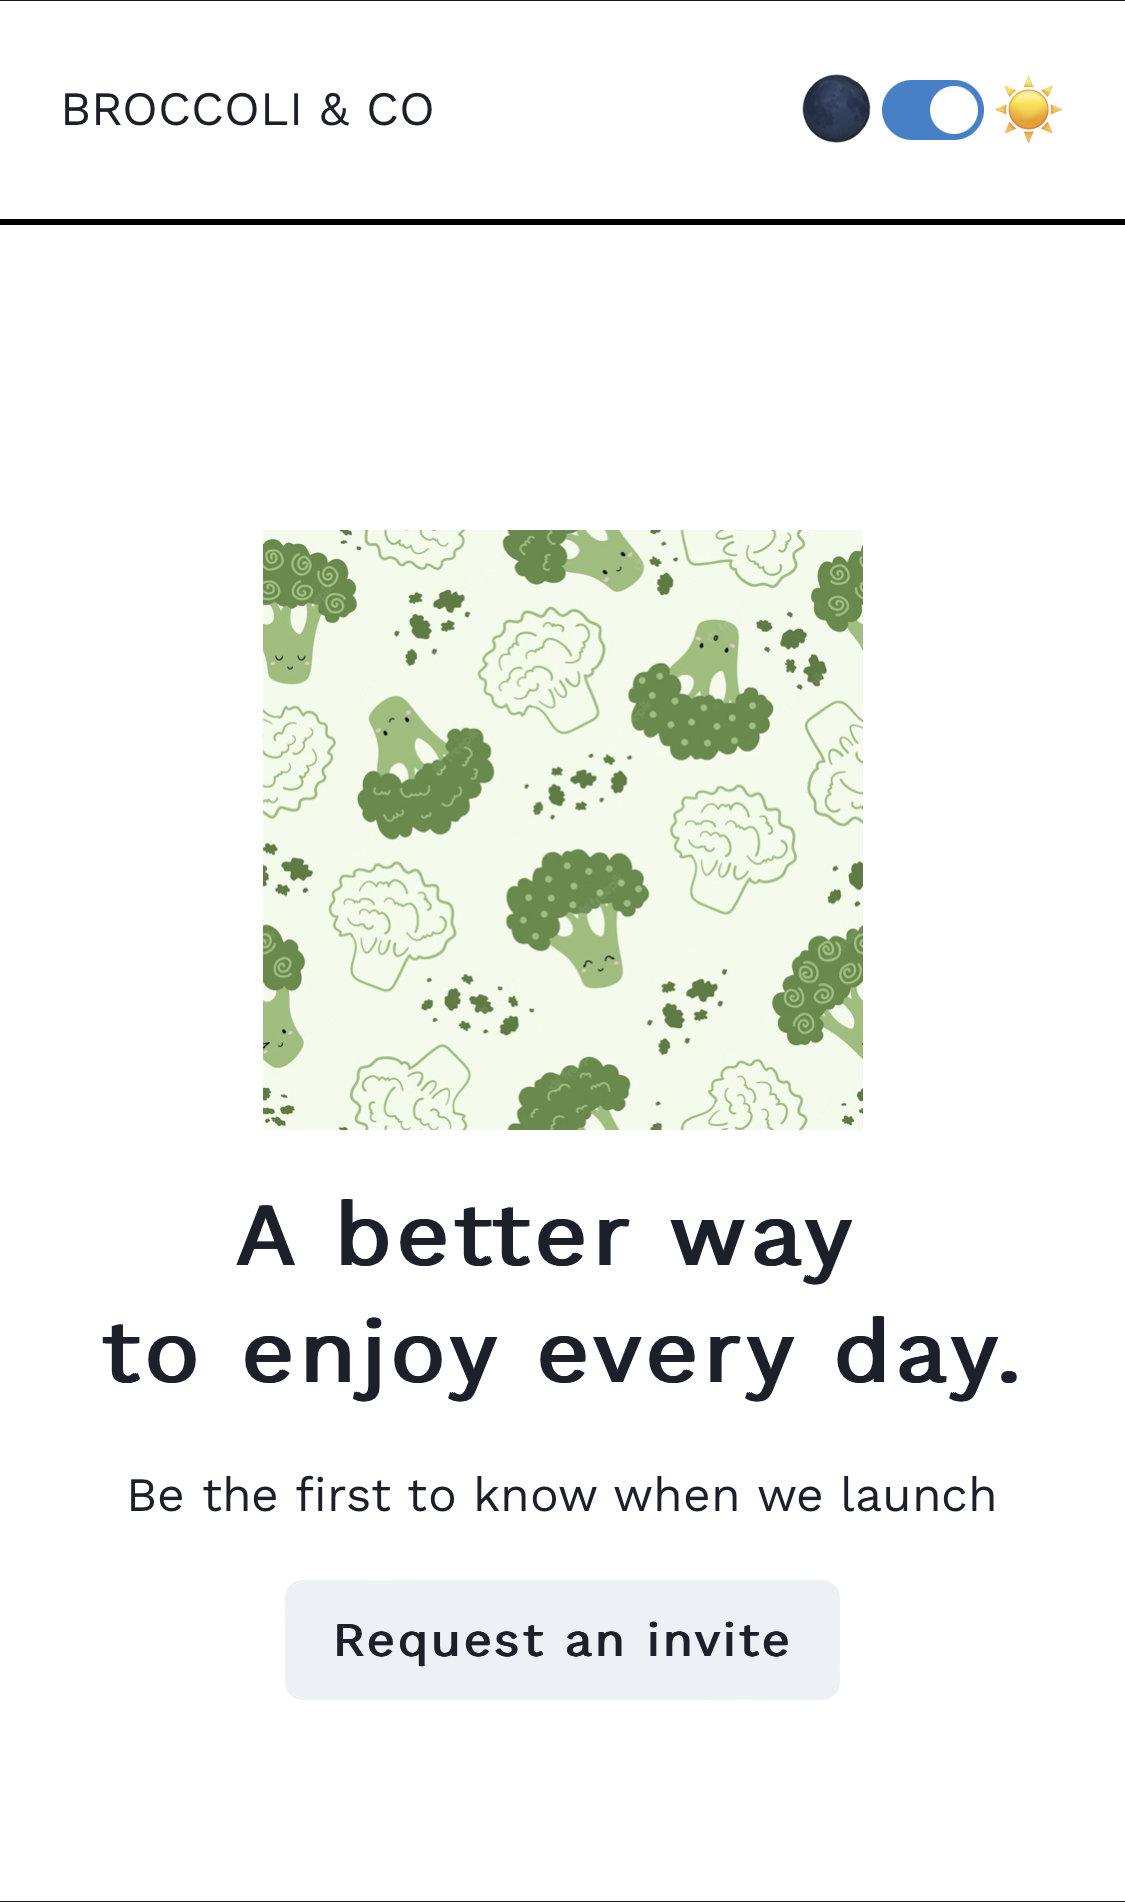 BROCCOLI & CO
A better way
to enjoy every day.
Be the first to know when we launch
Request an invite